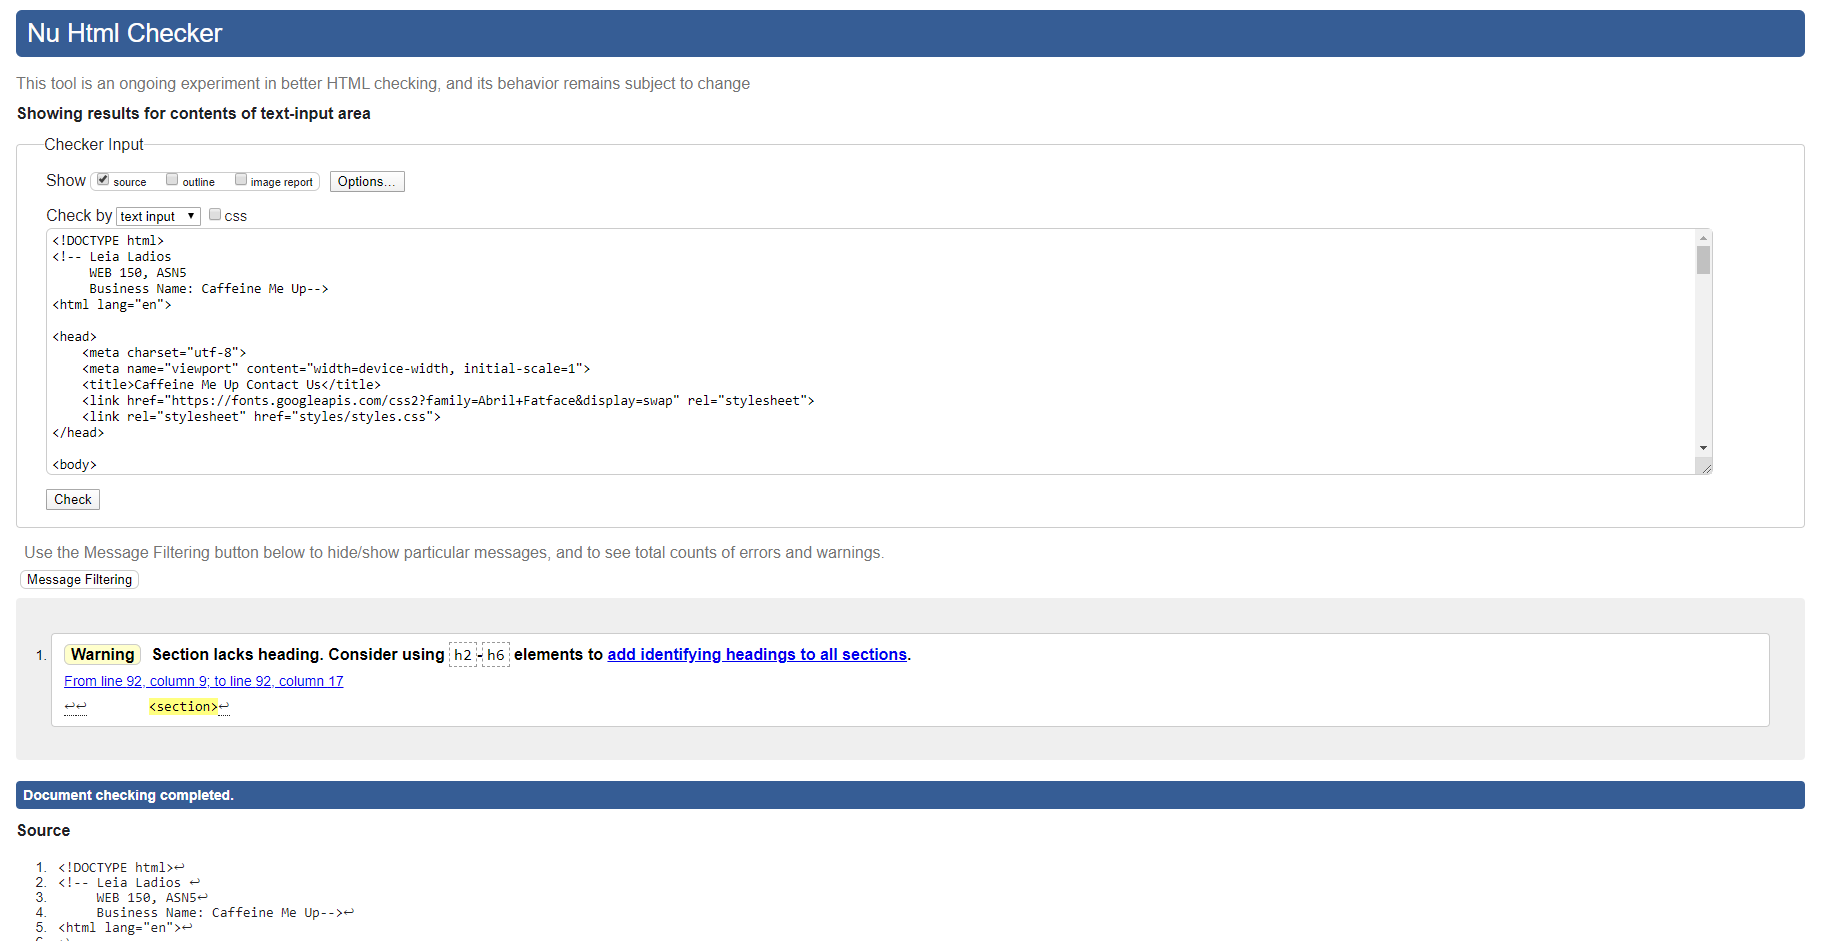 Nu Html Checker
This tool is an ongoing experiment in better HTML checking, and its behavior remains subject to change
Showing results for contents of text-input area
Checker Input
Show source outline image report Options...
Check by text input css
<!DOCTYPE html>
<!-- Leia Ladios
WEB 150, ASN5
Business Name: Caffeine Me Up-->
<html lang="en">
<head>
<meta charset="utf-8">
<meta name="viewport" content="width=device-width, initial-scale=1">
<title>Caffeine Me Up Contact Us</title>
<link href="https://fonts.googleapis.com/css2?family=Abril+Fatface&display=swap" rel="stylesheet">
<link rel="stylesheet" href="styles/styles.css">
</head>
<body>
Check
Use the Message Filtering button below to hide/show particular messages, and to see total counts of errors and warnings.
Message Filtering
1. Warning Section lacks heading. Consider using h2-h6 elements to add identifying headings to all sections.
From line 92, column 9; to line 92, column 17
↩↩ <section>↩
Document checking completed.
Source
1. <!DOCTYPE html>↩
2. <!-- Leia Ladios ↩
3. WEB 150, ASN5↩
4. Business Name: Caffeine Me Up-->↩
5. <html lang="en">↩